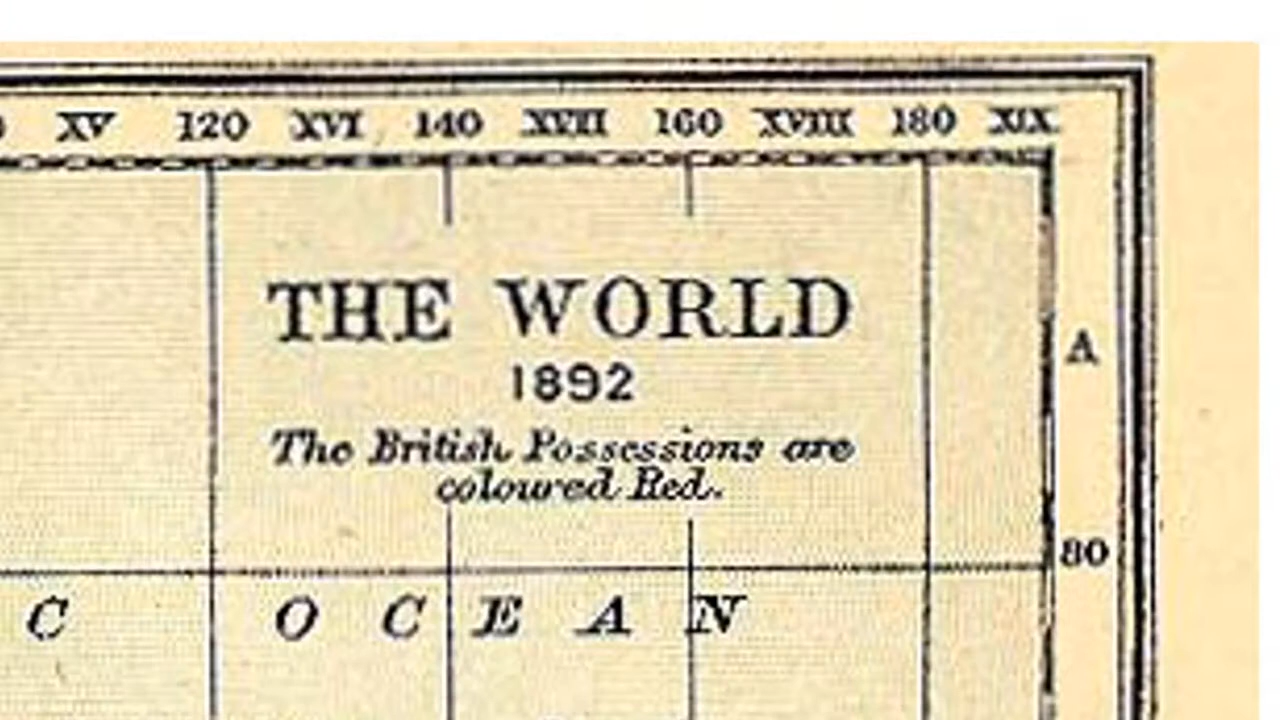 XV 120 XVI 140 XVII 160 XVIII 180 XIX
THE WORLD
A
1892
The British Possessions are
coloured Red.
80
C OCEAN